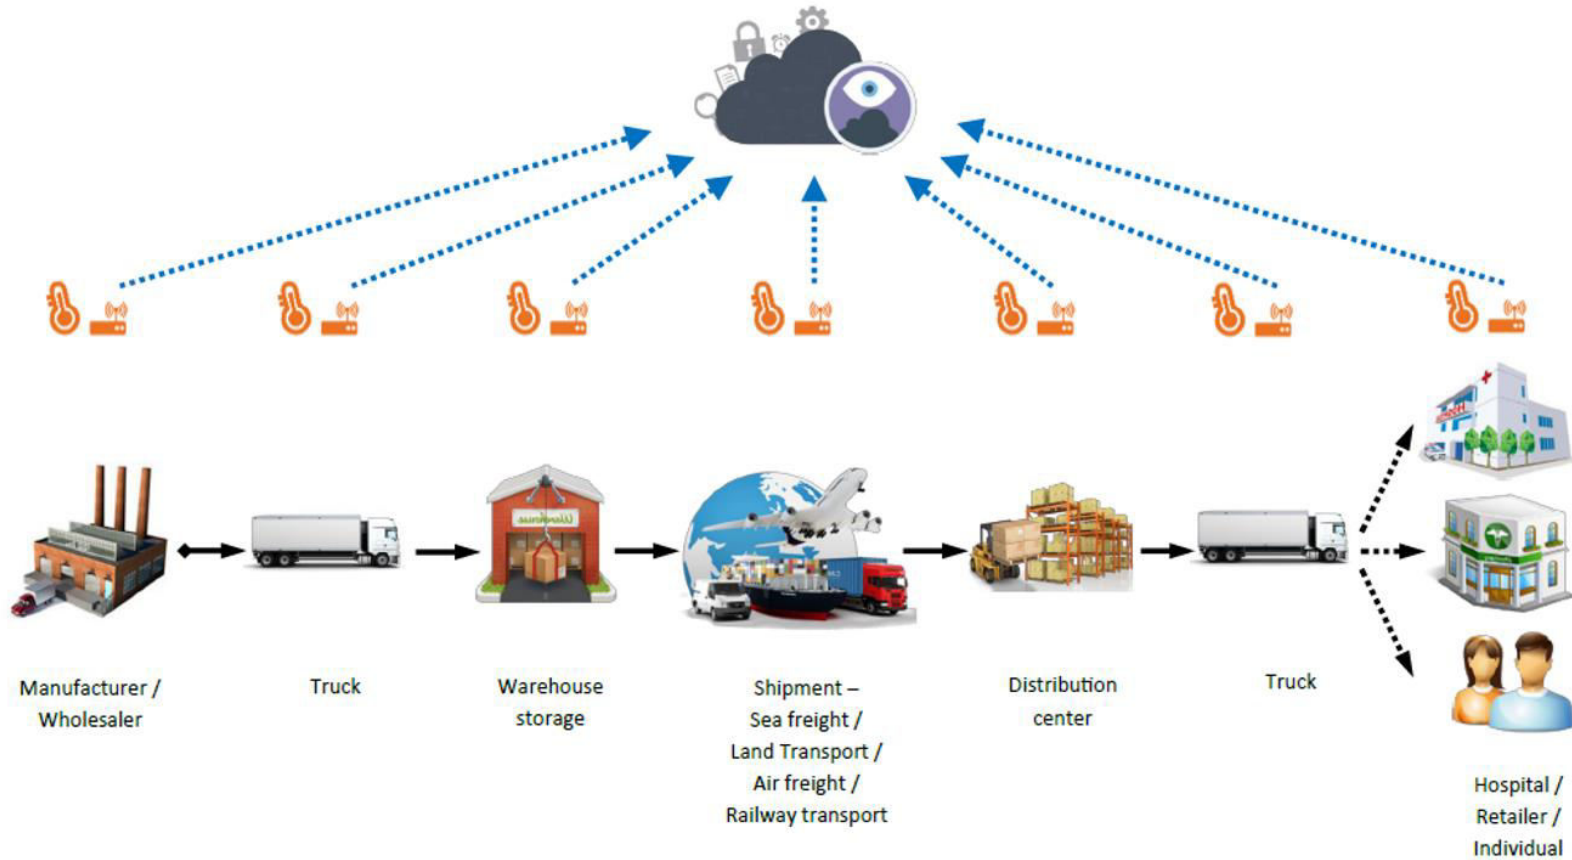 Manufacturer /
Wholesaler
Truck
Warehouse
storage
Shipment –
Sea freight /
Land Transport /
Air freight /
Railway transport
Distribution
center
Truck
Hospital /
Retailer /
Individual
Warehouse